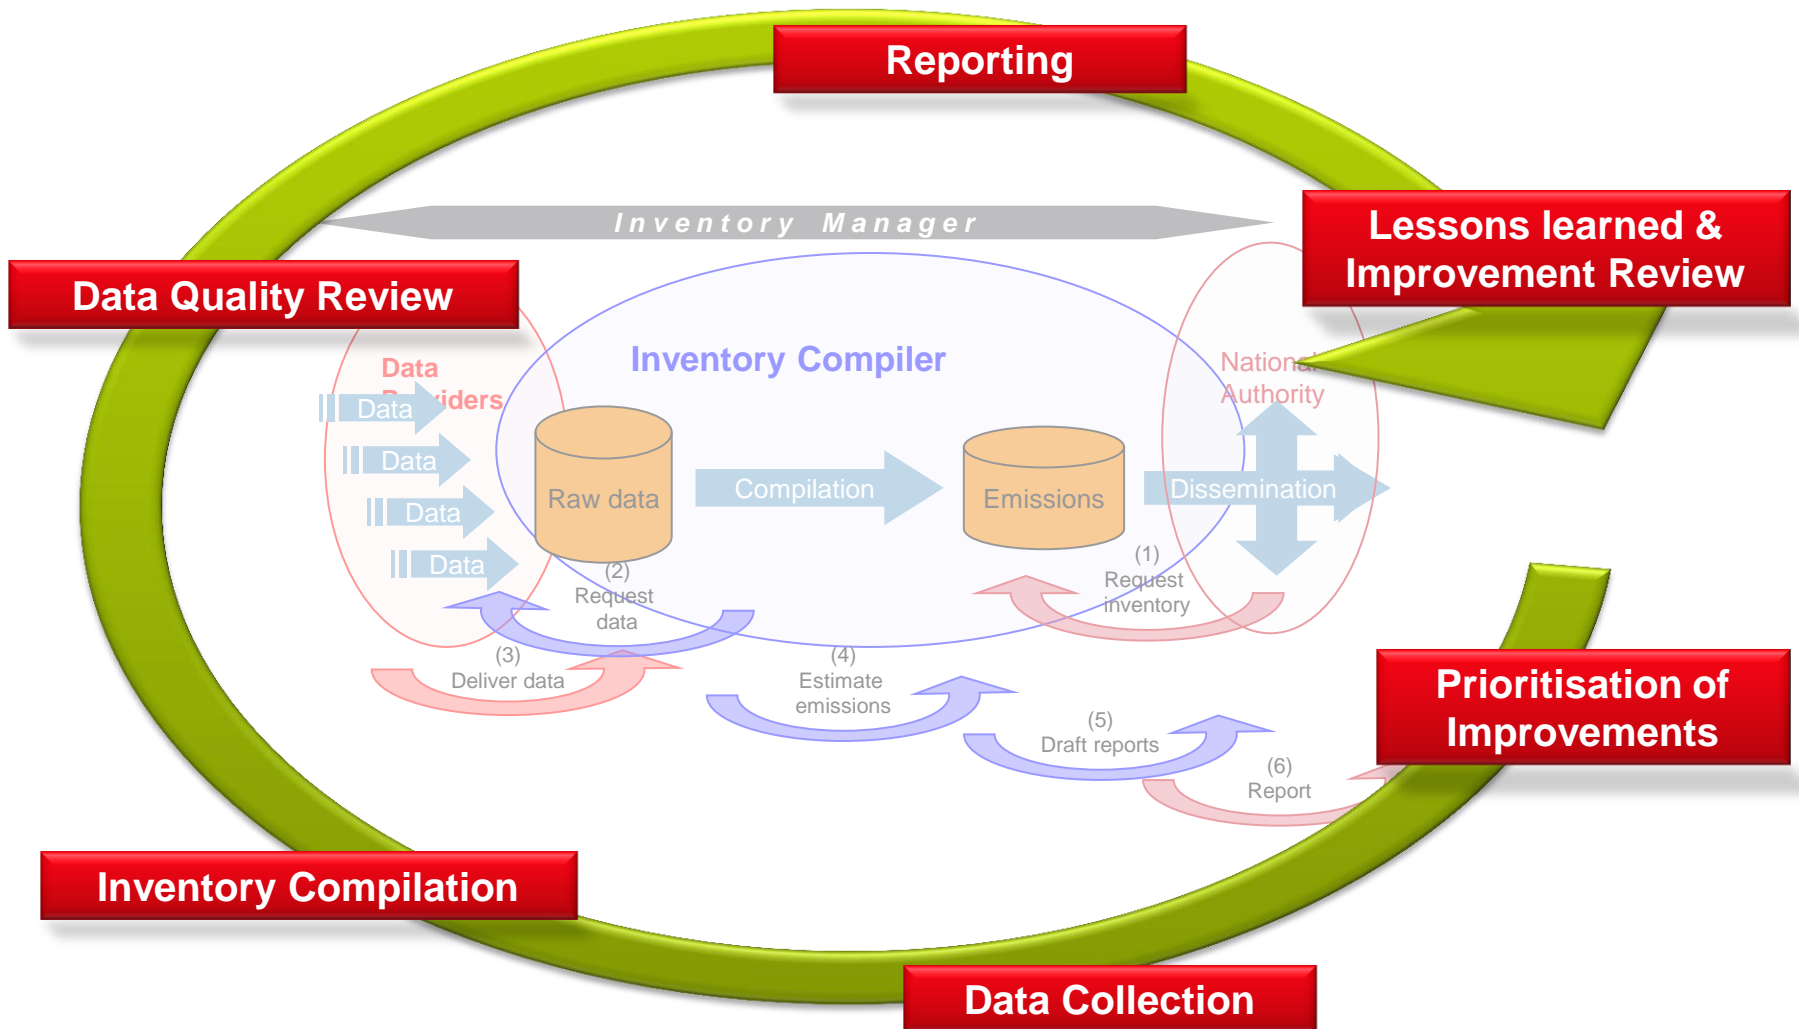 Reporting
Inventory Manager
Lessons learned &
Improvement Review
Data Quality Review
Inventory Compiler
Data
Providers
National
Authority
Data
Data
Data
Data
Raw data
Compilation
Emissions
Dissemination
(1)
Request
inventory
(2)
Request
data
(3)
Deliver data
(4)
Estimate
emissions
(5)
Draft reports
(6)
Report
Prioritisation of
Improvements
Inventory Compilation
Data Collection